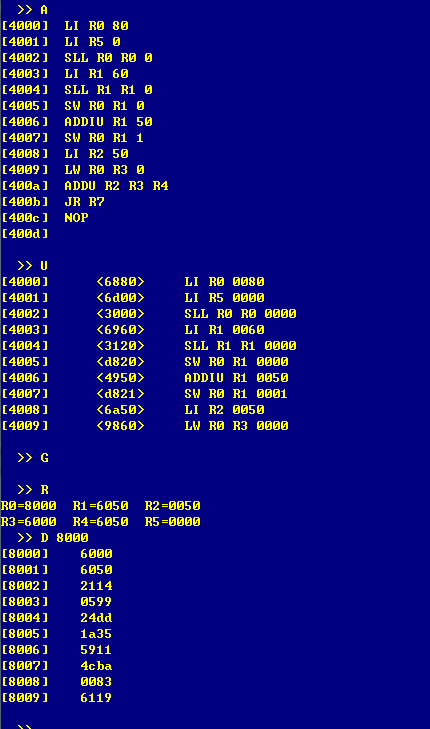 >> A
[4000] LI R0 80
[4001] LI R5 0
[4002] SLL R0 R0 0
[4003] LI R1 60
[4004] SLL R1 R1 0
[4005] SW R0 R1 0
[4006] ADDIU R1 50
[4007] SW R0 R1 1
[4008] LI R2 50
[4009] LW R0 R3 0
[400a] ADDU R2 R3 R4
[400b] JR R7
[400c] NOP
[400d]
>> U
[4000] <6880> LI R0 0080
[4001] <6d00> LI R5 0000
[4002] <3000> SLL R0 R0 0000
[4003] <6960> LI R1 0060
[4004] <3120> SLL R1 R1 0000
[4005] <d820> SW R0 R1 0000
[4006] <4950> ADDIU R1 0050
[4007] <d821> SW R0 R1 0001
[4008] <6a50> LI R2 0050
[4009] <9860> LW R0 R3 0000
>> G
>> R
R0=8000 R1=6050 R2=0050
R3=6000 R4=6050 R5=0000
>> D 8000
[8000] 6000
[8001] 6050
[8002] 2114
[8003] 0599
[8004] 24dd
[8005] 1a35
[8006] 5911
[8007] 4cba
[8008] 0083
[8009] 6119
>>